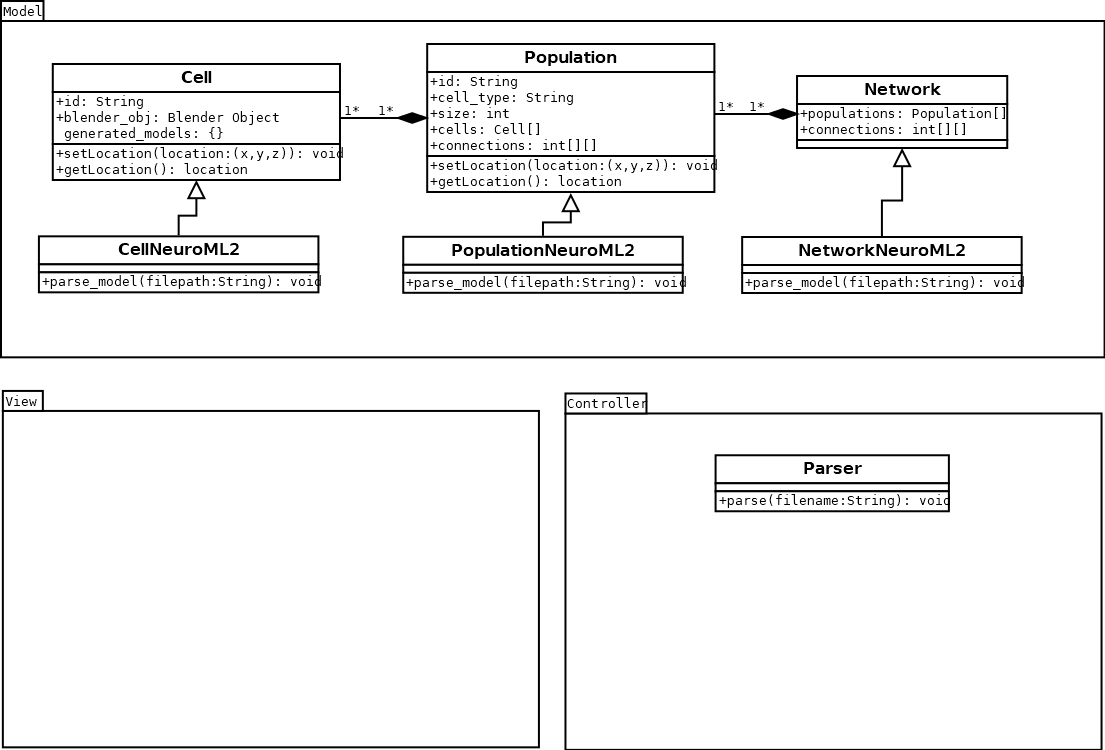 Model
Cell
+id: String
+blender_obj: Blender Object
generated_models: {}
+setLocation(location:(x,y,z)): void
+getLocation(): location
1* 1*
Population
+id: String
+cell_type: String
+size: int
+cells: Cell[]
+connections: int[][]
+setLocation(location:(x,y,z)): void
+getLocation(): location
1* 1*
Network
+populations: Population[]
+connections: int[][]
CellNeuroML2
+parse_model(filepath:String): void
PopulationNeuroML2
+parse_model(filepath:String): void
NetworkNeuroML2
+parse_model(filepath:String): void
View
Controller
Parser
+parse(filename:String): void